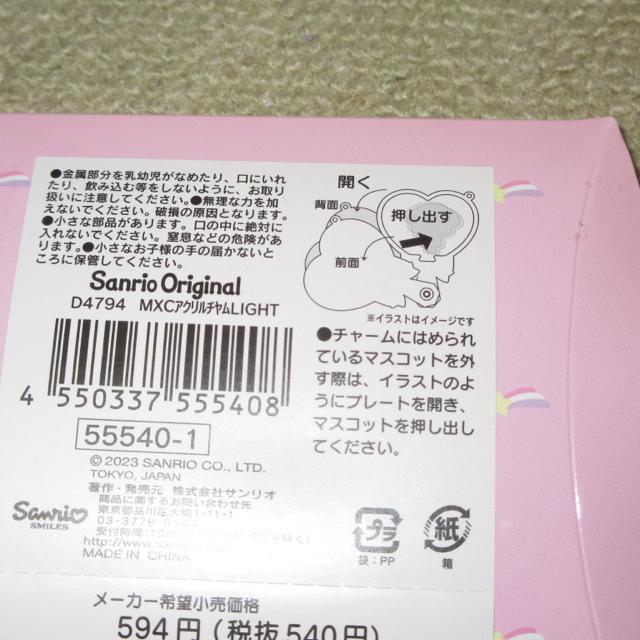 ●金属部分を乳幼児がなめたり、口にいれ
たり、飲み込む等をしないように、お取り
扱いに注意してください。●無理な力を加
えないでください。破損の原因となります。
●小さな部品があります。口の中に絶対に
入れないでください。窒息などの危険があり
ます。●小さなお子様の手の届かないと
ころに保管してください。
Sanrio Original
D4794 MXCアクリルチャムLIGHT
4 550337 555408
55540-1
© 2023 SANRIO CO., LTD.
TOKYO, JAPAN
著作・発売元 株式会社サンリオ
商品に関するお問い合わせ先
東京都品川区大崎1-11-1
03-3779-81
受付時間:10
http://www.san
MADE IN CHINA
Sanrio
SMILES
開く
背面
押し出す
前面
※イラストはイメージです
●チャームにはめられ
ているマスコットを外
す際は、イラストのよ
うにプレートを開き、
マスコットを押し出し
てください。
プラ
袋:PP
紙
箱
メーカー希望小売価格
594円(税抜540円)